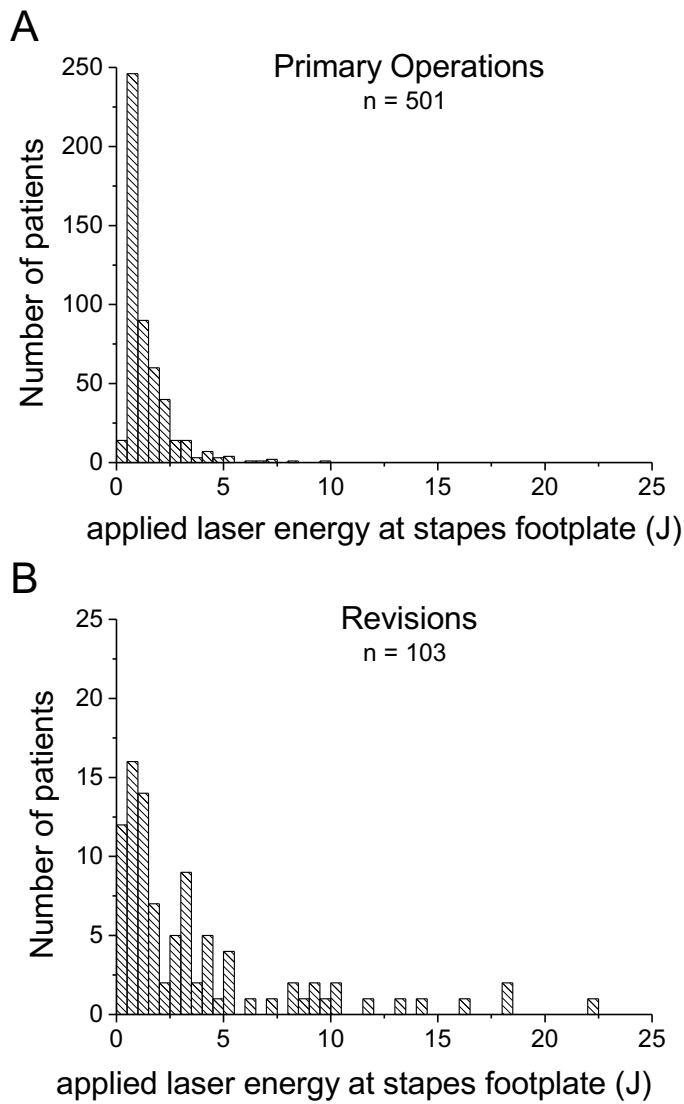 A
Primary Operations
n = 501
Number of patients
250
200
150
100
50
0
0 5 10 15 20 25
applied laser energy at stapes footplate (J)
B
Revisions
n = 103
Number of patients
25
20
15
10
5
0
0 5 10 15 20 25
applied laser energy at stapes footplate (J)